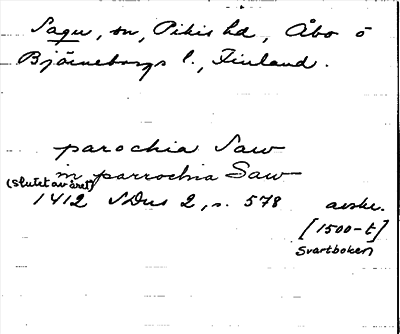 Sagu, sn, Pikis hd, Åbo o
Björneborgs l., Finland.
parochia Saw
in parrochia Saw
(slutet av året)
1412 SDns 2, s. 578 avskr.
[1500-t]
Svartboken